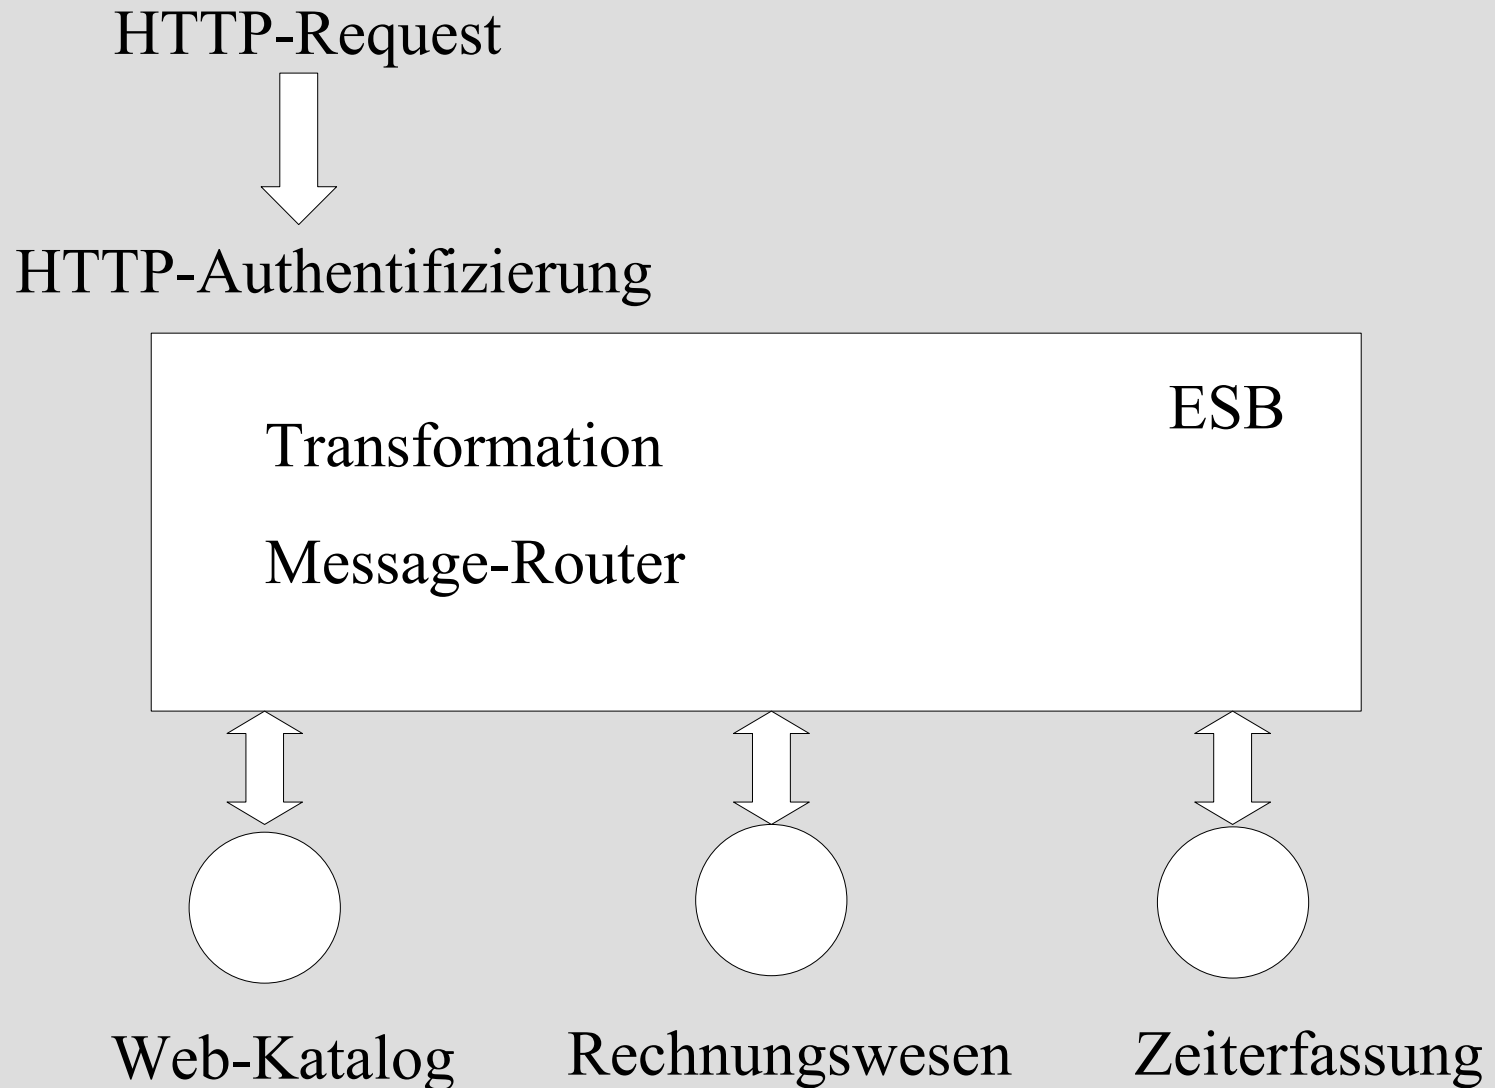 HTTP-Request
HTTP-Authentifizierung
ESB
Transformation
Message-Router
Web-Katalog
Rechnungswesen
Zeiterfassung